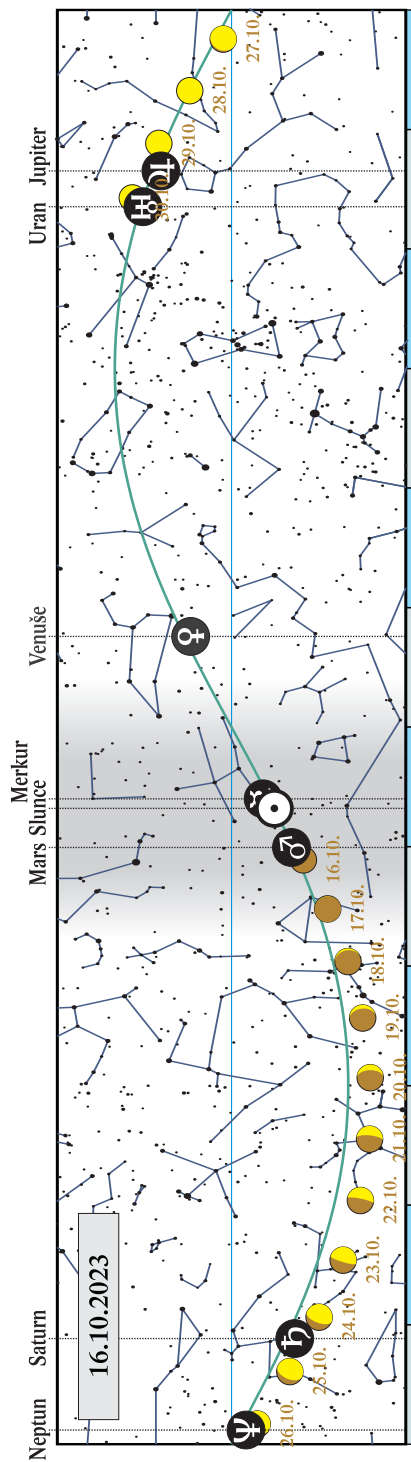 Neptun
Saturn
Mars
Slunce
Merkur
Venuše
Uran
Jupiter
16.10.2023
26.10.
25.10.
24.10.
23.10.
22.10.
21.10.
20.10.
19.10.
18.10.
17.10.
16.10.
30.10.
29.10.
28.10.
27.10.